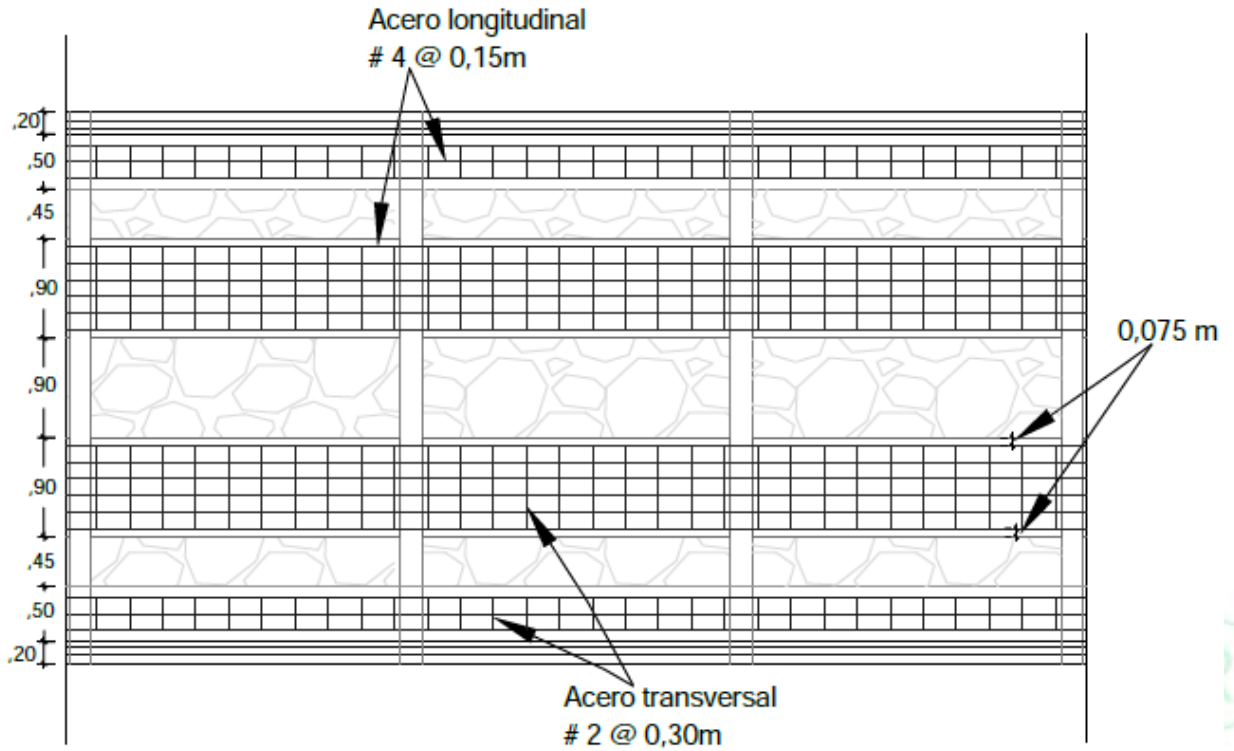 Acero longitudinal
# 4 @ 0,15m
,20
,50
,45
,90
,90
0,075 m
,90
,45
,50
,20
Acero transversal
# 2 @ 0,30m